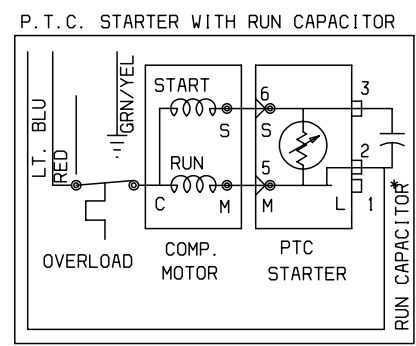 P.T.C. STARTER WITH RUN CAPACITOR
LT. BLU
RED
GRN/YEL
START
S
RUN
C
M
6
S
5
M
L
3
2
1
OVERLOAD
COMP.
MOTOR
PTC
STARTER
RUN CAPACITOR*